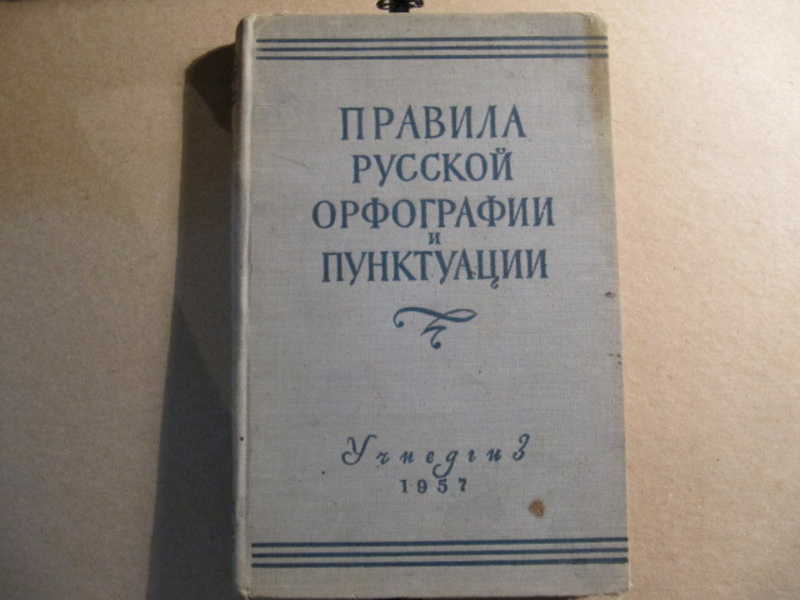 ПРАВИЛА
РУССКОЙ
ОРФОГРАФИИ
и
ПУНКТУАЦИИ
Учпедгиз
1957